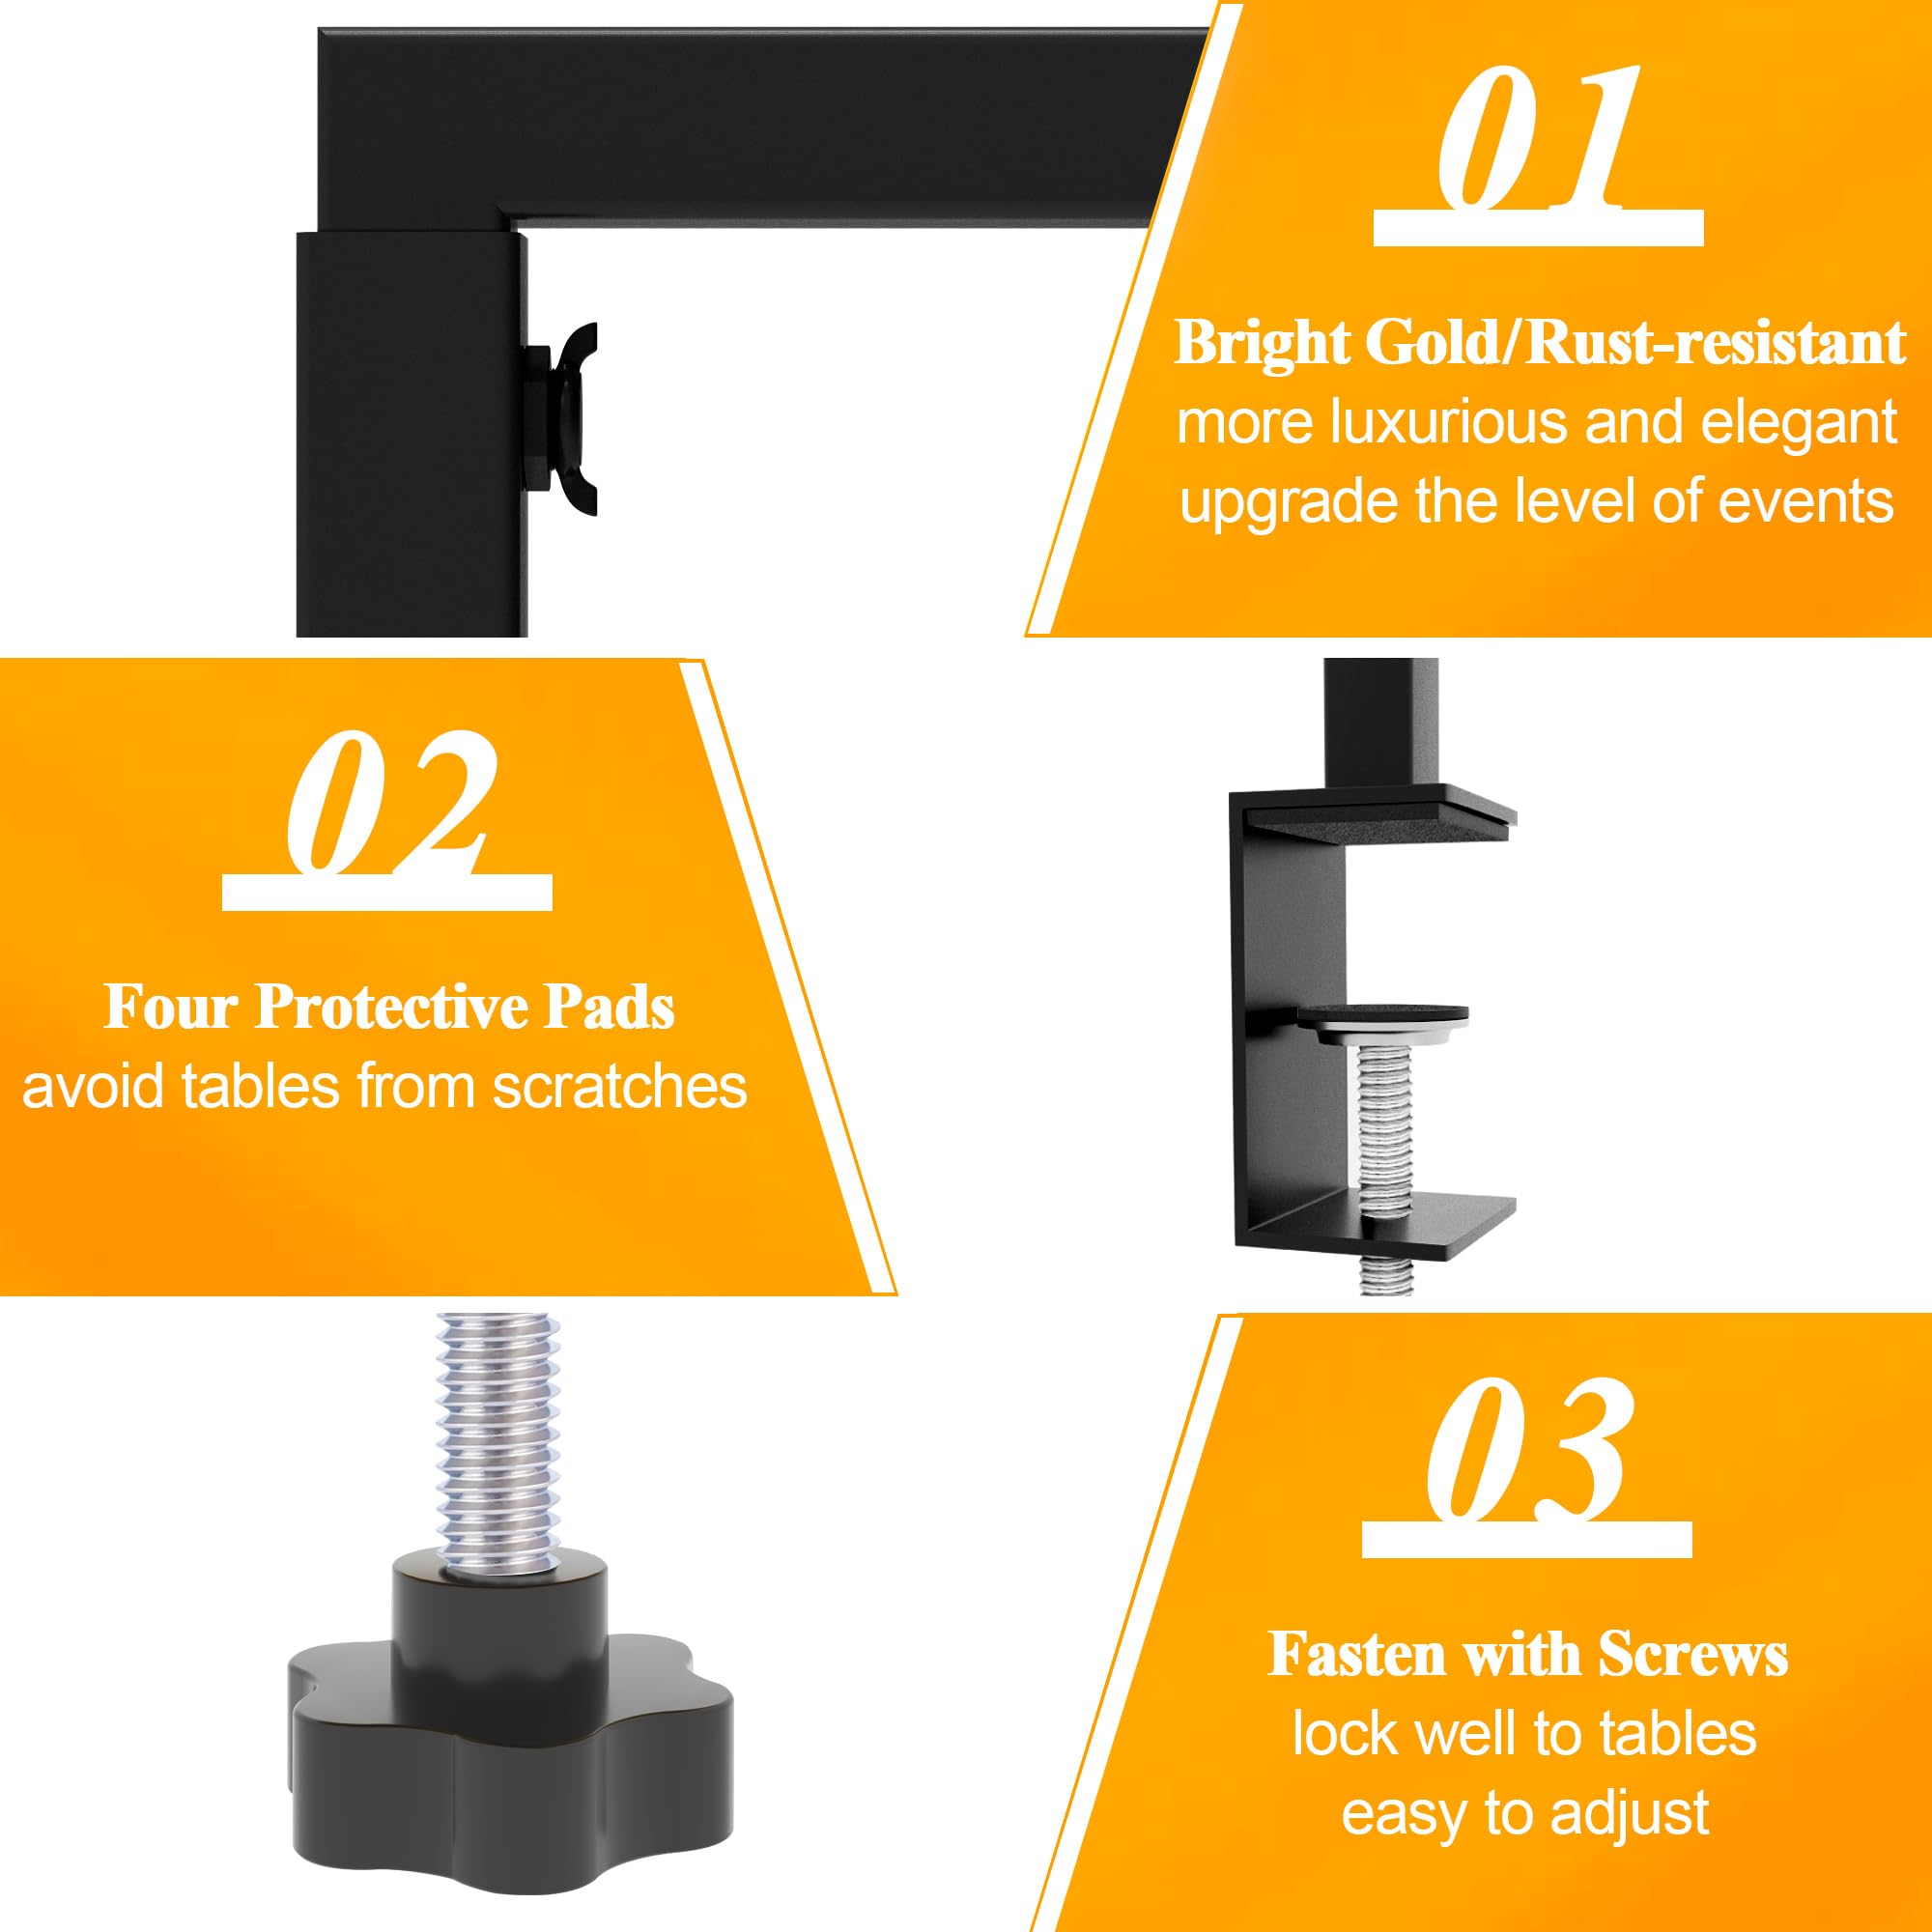 01
Bright Gold/Rust-resistant
more luxurious and elegant
upgrade the level of events
02
Four Protective Pads
avoid tables from scratches
03
Fasten with Screws
lock well to tables
easy to adjust